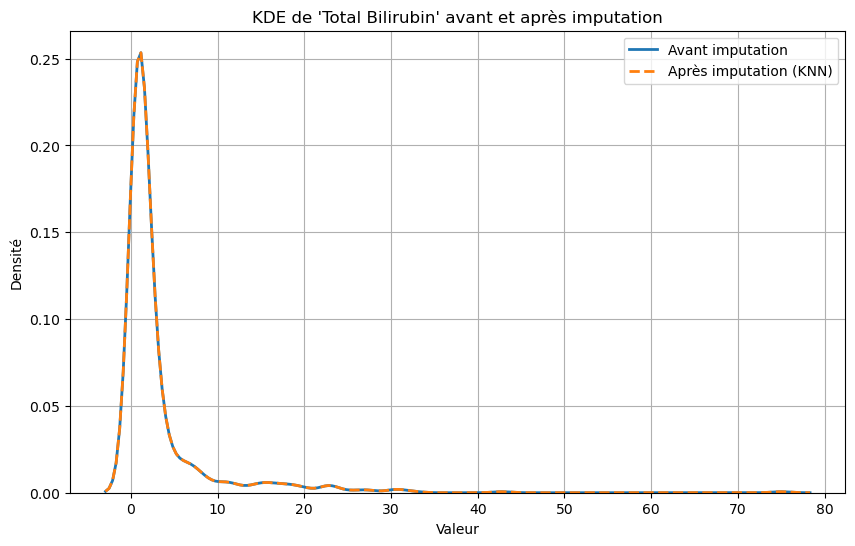 KDE de 'Total Bilirubin' avant et après imputation
Avant imputation
Après imputation (KNN)
0.25
0.20
0.15
0.10
0.05
0.00
Densité
0 10 20 30 40 50 60 70 80
Valeur